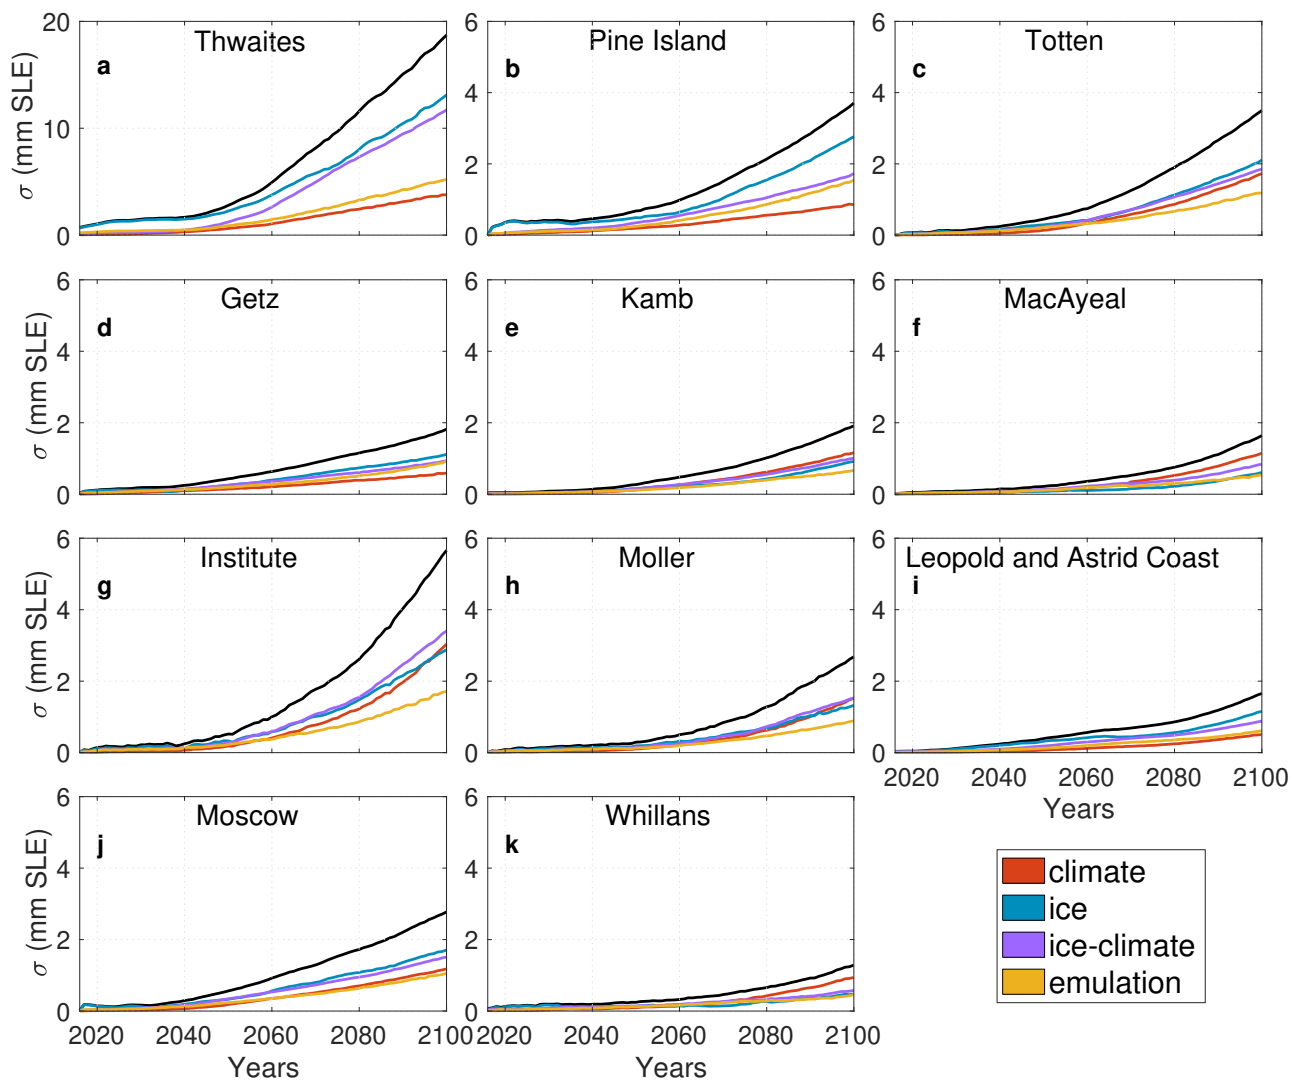 Thwaites
a
20
10
0
σ (mm SLE)
Pine Island
b
6
4
2
0
Totten
c
6
4
2
0
Getz
d
6
4
2
0
σ (mm SLE)
Kamb
e
6
4
2
0
MacAyeal
f
6
4
2
0
Institute
g
6
4
2
0
σ (mm SLE)
Moller
h
6
4
2
0
Leopold and Astrid Coast
i
6
4
2
0
2020 2040 2060 2080 2100
Years
Moscow
j
6
4
2
0
σ (mm SLE)
2020 2040 2060 2080 2100
Years
Whillans
k
6
4
2
0
2020 2040 2060 2080 2100
Years
climate
ice
ice-climate
emulation